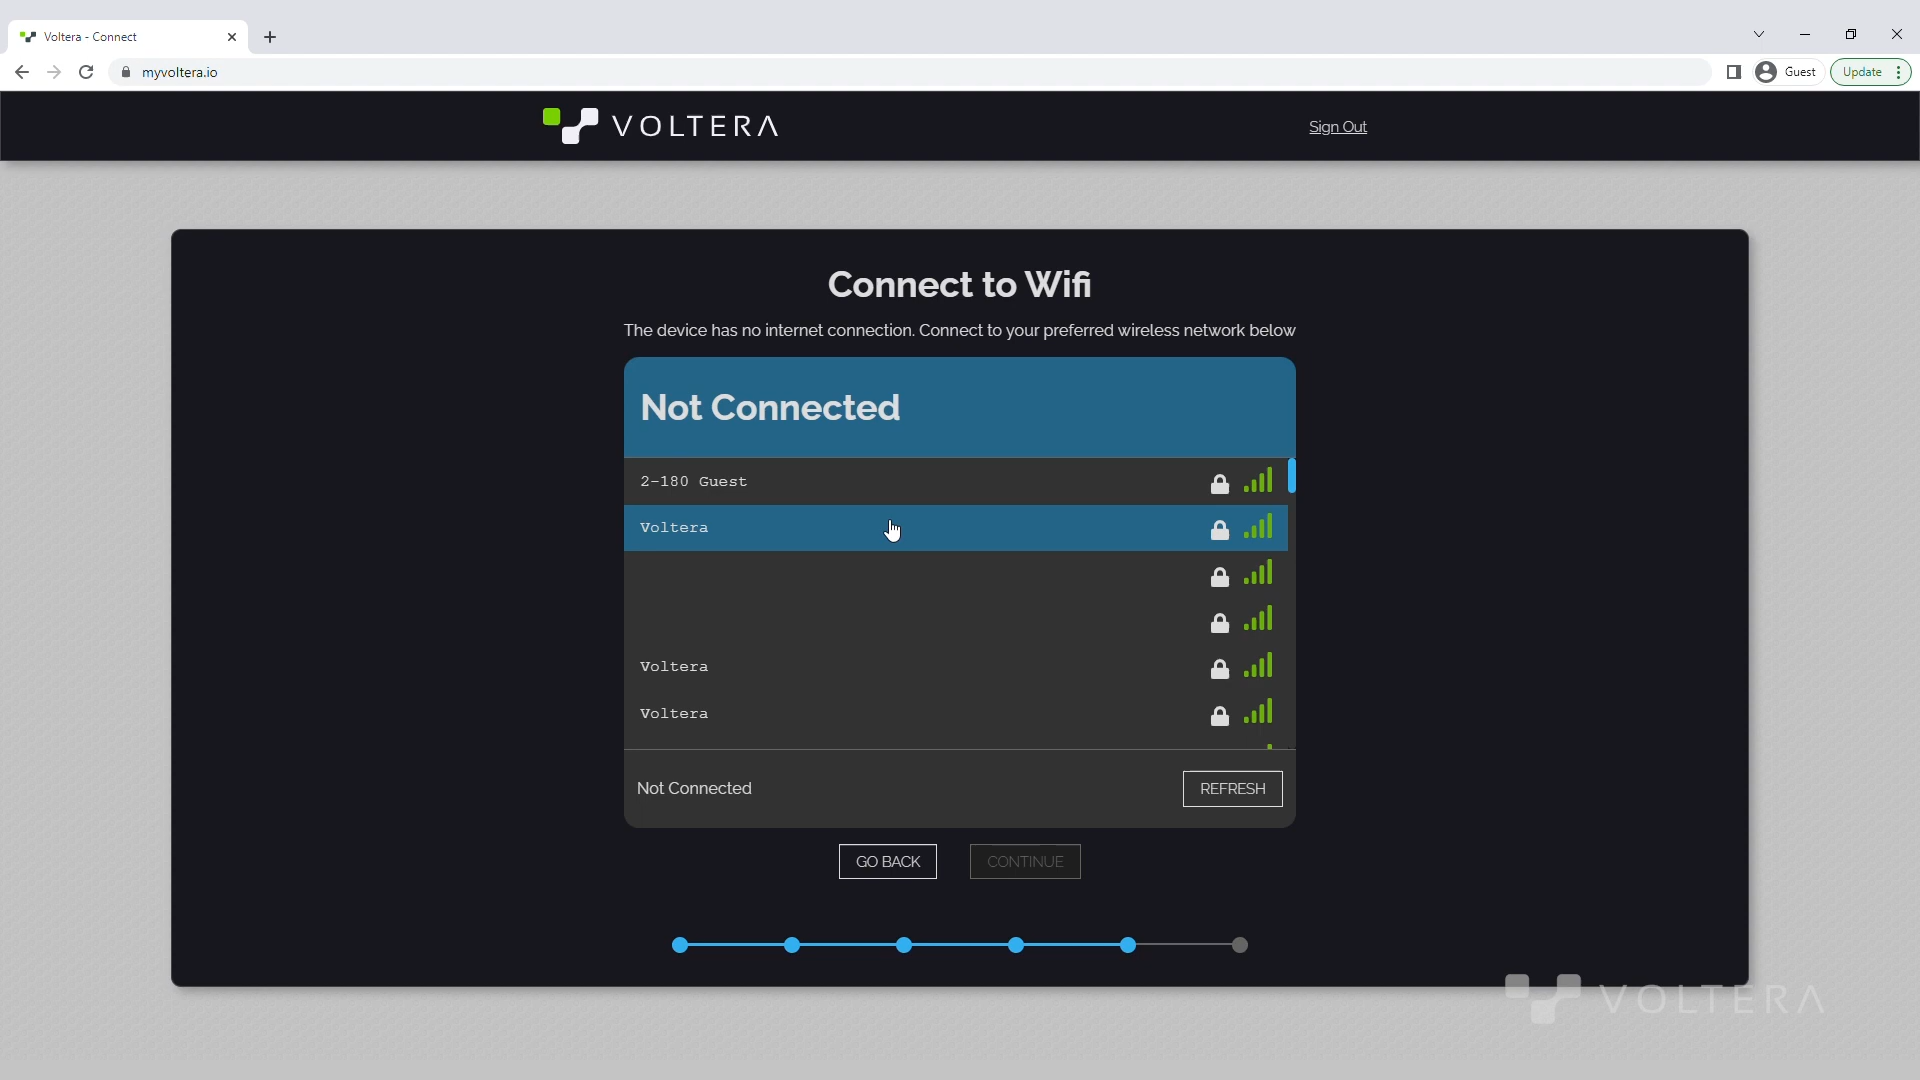 Voltera - Connect
myvoltera.io
Guest
Update
VOLTERA
Sign Out
Connect to Wifi
The device has no internet connection. Connect to your preferred wireless network below
Not Connected
2-180 Guest
Voltera
Voltera
Voltera
Not Connected
REFRESH
GO BACK
CONTINUE
VOLTERA